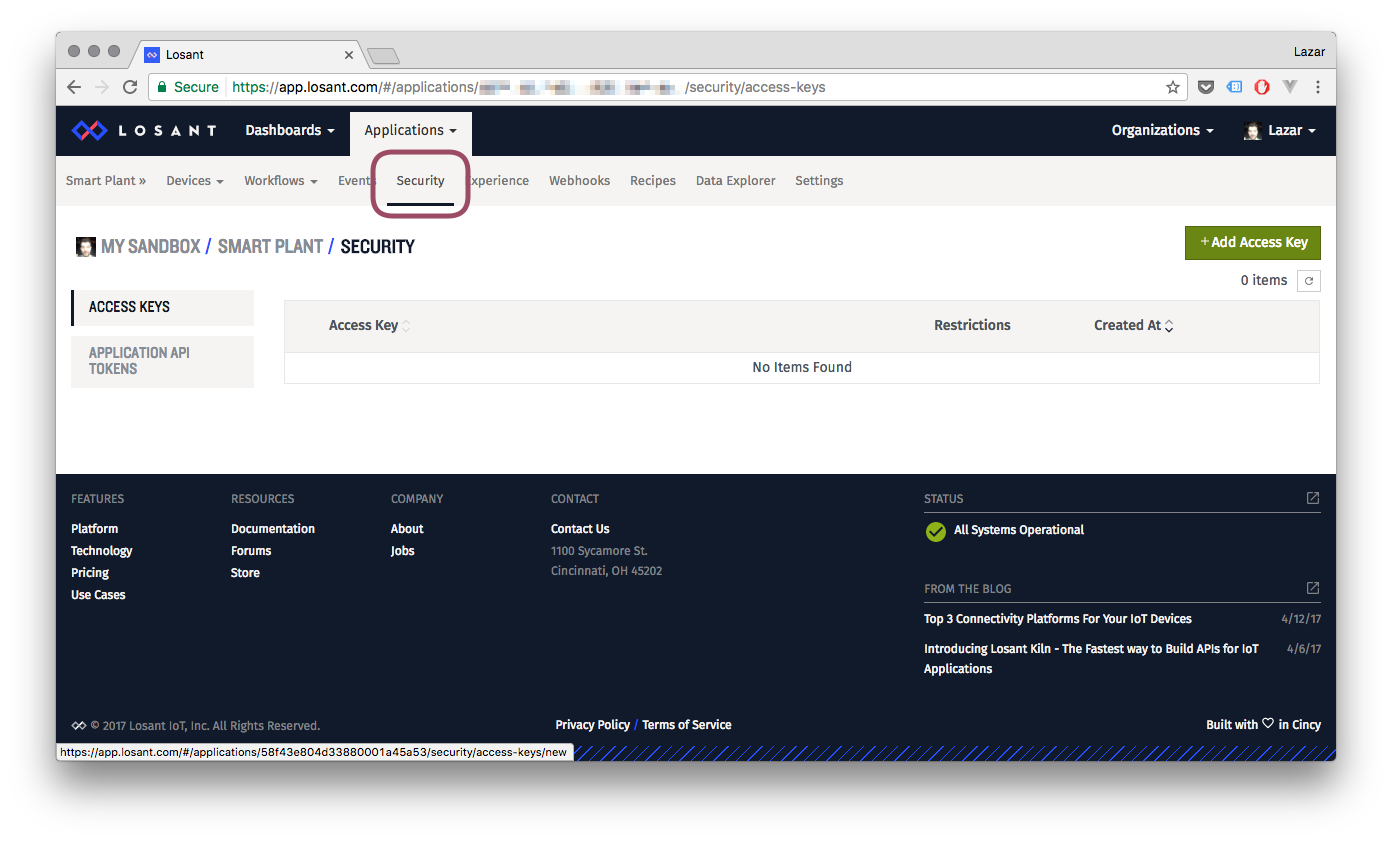 Losant
Lazar
Secure https://app.losant.com/#/applications/ /security/access-keys
LOSANT Dashboards Applications Organizations Lazar
Smart Plant » Devices Workflows Events Security xperience Webhooks Recipes Data Explorer Settings
MY SANDBOX / SMART PLANT / SECURITY
+ Add Access Key
0 items
ACCESS KEYS
APPLICATION API
TOKENS
Access Key Restrictions Created At
No Items Found
FEATURES
Platform
Technology
Pricing
Use Cases
RESOURCES
Documentation
Forums
Store
COMPANY
About
Jobs
CONTACT
Contact Us
1100 Sycamore St.
Cincinnati, OH 45202
STATUS
All Systems Operational
FROM THE BLOG
Top 3 Connectivity Platforms For Your IoT Devices 4/12/17
Introducing Losant Kiln - The Fastest way to Build APIs for IoT 4/6/17
Applications
© 2017 Losant IoT, Inc. All Rights Reserved.
Privacy Policy / Terms of Service
Built with ♡ in Cincy
https://app.losant.com/#/applications/58f43e804d33880001a45a53/security/access-keys/new